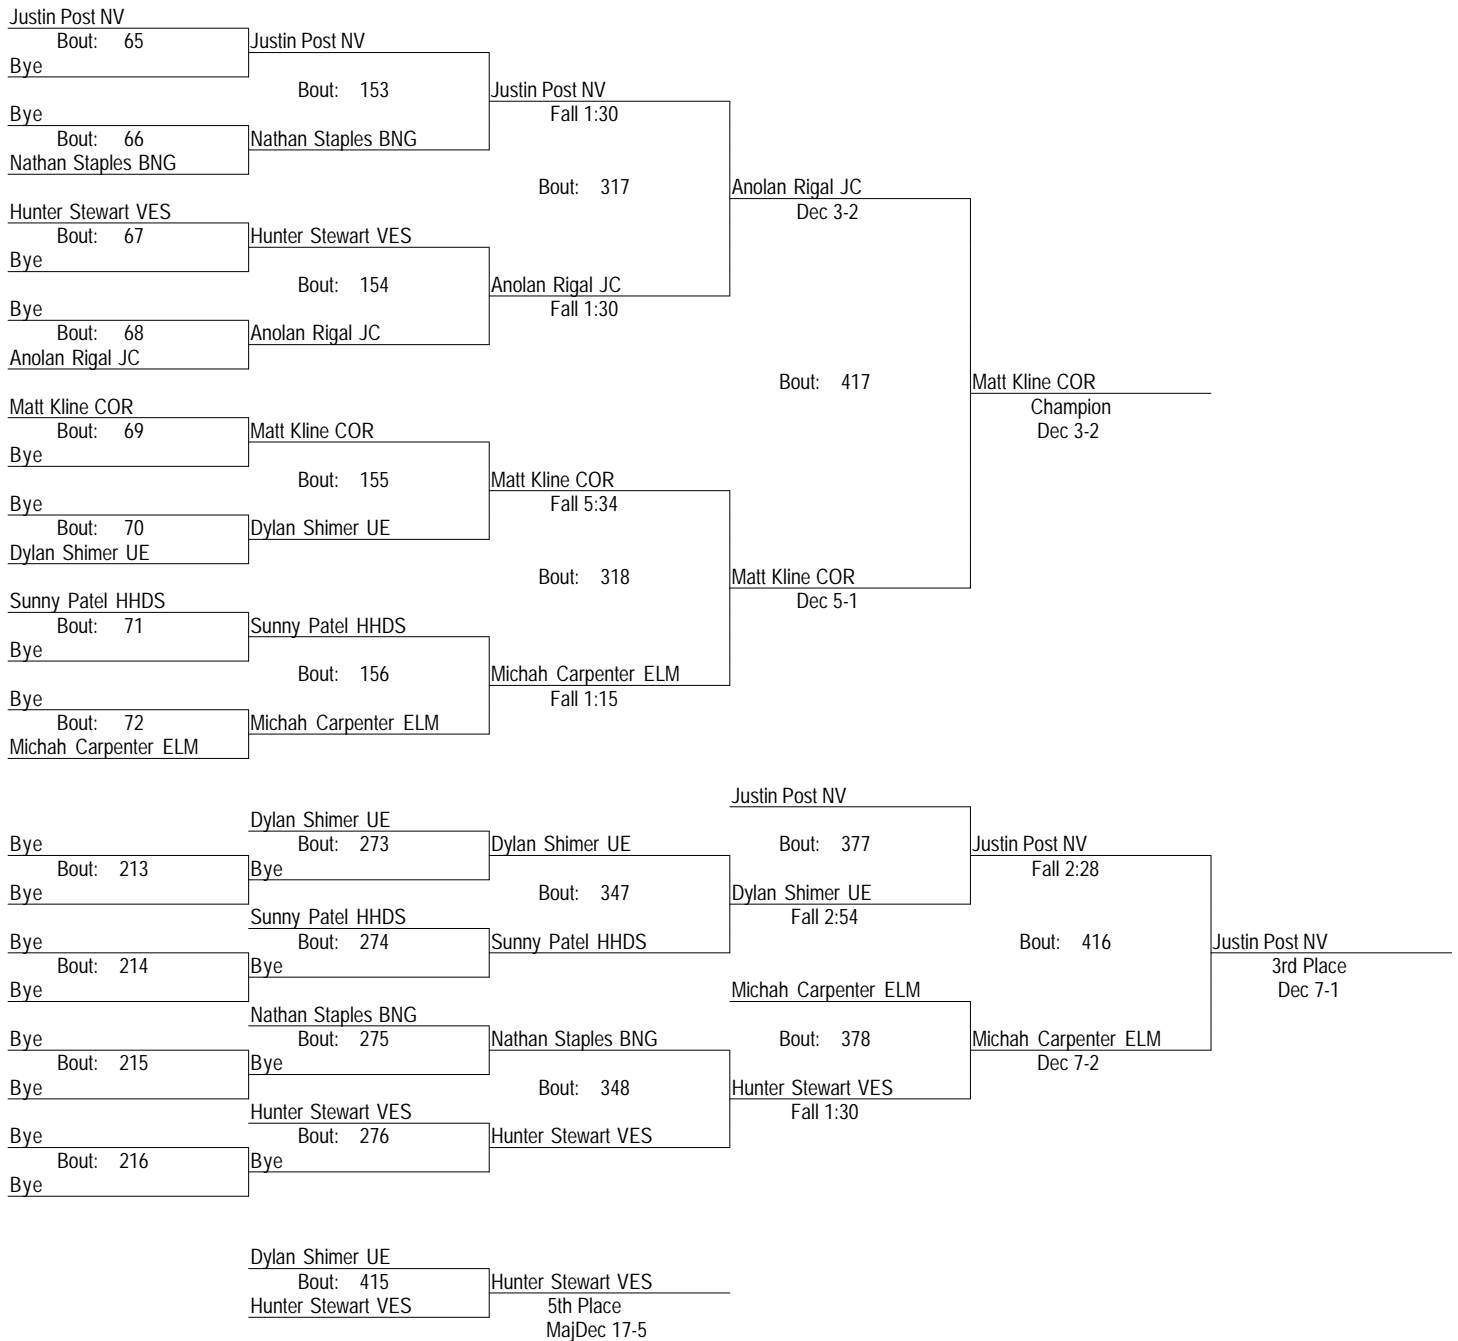 Justin Post NV
Bout: 65
Justin Post NV
Bye
Bout: 153
Justin Post NV
Bye
Fall 1:30
Bout: 66
Nathan Staples BNG
Nathan Staples BNG
Bout: 317
Anolan Rigal JC
Hunter Stewart VES
Dec 3-2
Bout: 67
Hunter Stewart VES
Bye
Bout: 154
Anolan Rigal JC
Bye
Fall 1:30
Bout: 68
Anolan Rigal JC
Anolan Rigal JC
Bout: 417
Matt Kline COR
Matt Kline COR
Champion
Bout: 69
Matt Kline COR
Dec 3-2
Bye
Bout: 155
Matt Kline COR
Bye
Fall 5:34
Bout: 70
Dylan Shimer UE
Dylan Shimer UE
Bout: 318
Matt Kline COR
Sunny Patel HHDS
Dec 5-1
Bout: 71
Sunny Patel HHDS
Bye
Bout: 156
Michah Carpenter ELM
Bye
Fall 1:15
Bout: 72
Michah Carpenter ELM
Michah Carpenter ELM
Justin Post NV
Dylan Shimer UE
Bye
Bout: 273
Dylan Shimer UE
Bout: 377
Justin Post NV
Bout: 213
Bye
Fall 2:28
Bye
Bout: 347
Dylan Shimer UE
Sunny Patel HHDS
Fall 2:54
Bye
Bout: 274
Sunny Patel HHDS
Bout: 416
Justin Post NV
Bout: 214
Bye
3rd Place
Bye
Michah Carpenter ELM
Dec 7-1
Nathan Staples BNG
Bye
Bout: 275
Nathan Staples BNG
Bout: 378
Michah Carpenter ELM
Bout: 215
Bye
Dec 7-2
Bye
Bout: 348
Hunter Stewart VES
Hunter Stewart VES
Fall 1:30
Bye
Bout: 276
Hunter Stewart VES
Bout: 216
Bye
Bye
Dylan Shimer UE
Bout: 415
Hunter Stewart VES
Hunter Stewart VES
5th Place
MajDec 17-5